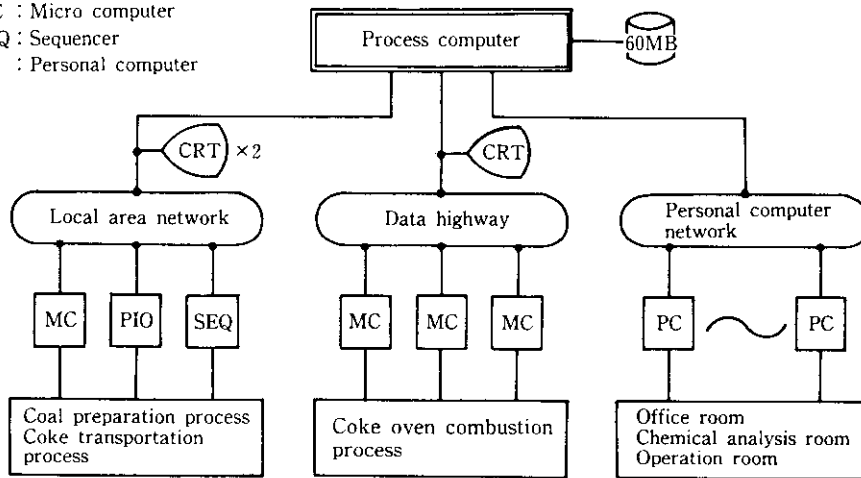 : Micro computer
Q : Sequencer
: Personal computer
Process computer
60MB
CRT ×2
CRT
Local area network
Data highway
Personal computer
network
MC
PIO
SEQ
MC
MC
MC
PC
PC
Coal preparation process
Coke transportation
process
Coke oven combustion
process
Office room
Chemical analysis room
Operation room